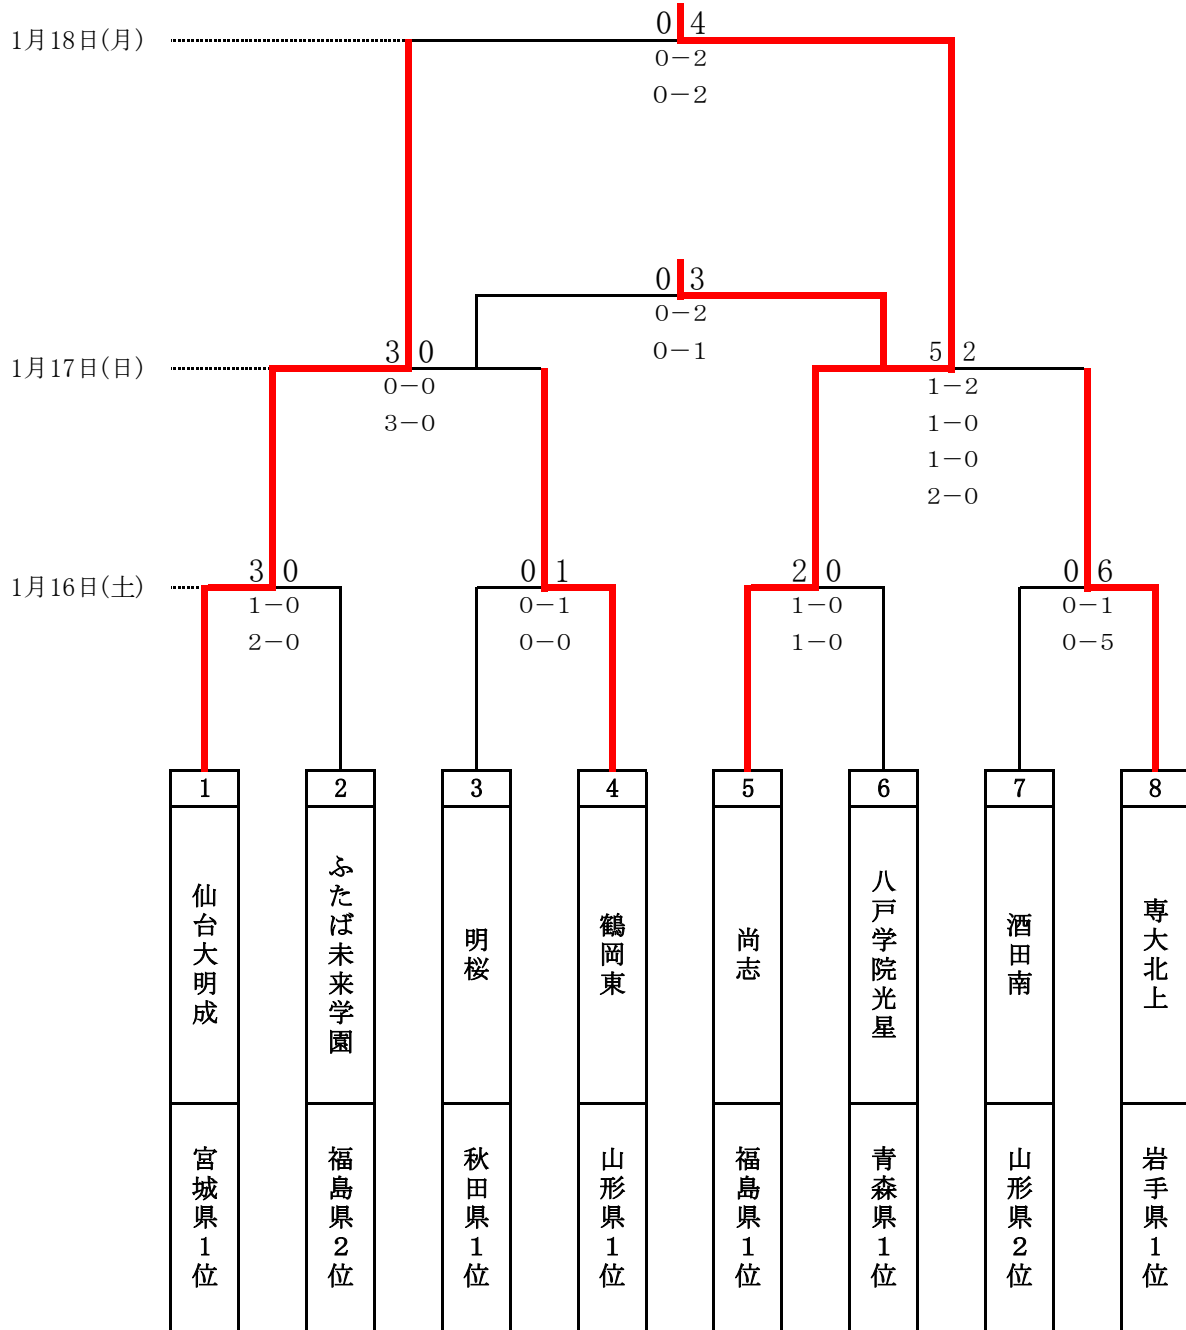 1月18日(月)
0 4
0－2
0－2
0 3
0－2
0－1
1月17日(日)
3 0
0－0
3－0
5 2
1－2
1－0
1－0
2－0
1月16日(土)
3 0
1－0
2－0
0 1
0－1
0－0
2 0
1－0
1－0
0 6
0－1
0－5
1
2
3
4
5
6
7
8
仙台大明成
ふたば未来学園
明桜
鶴岡東
尚志
八戸学院光星
酒田南
専大北上
宮城県1位
福島県2位
秋田県1位
山形県1位
福島県1位
青森県1位
山形県2位
岩手県1位